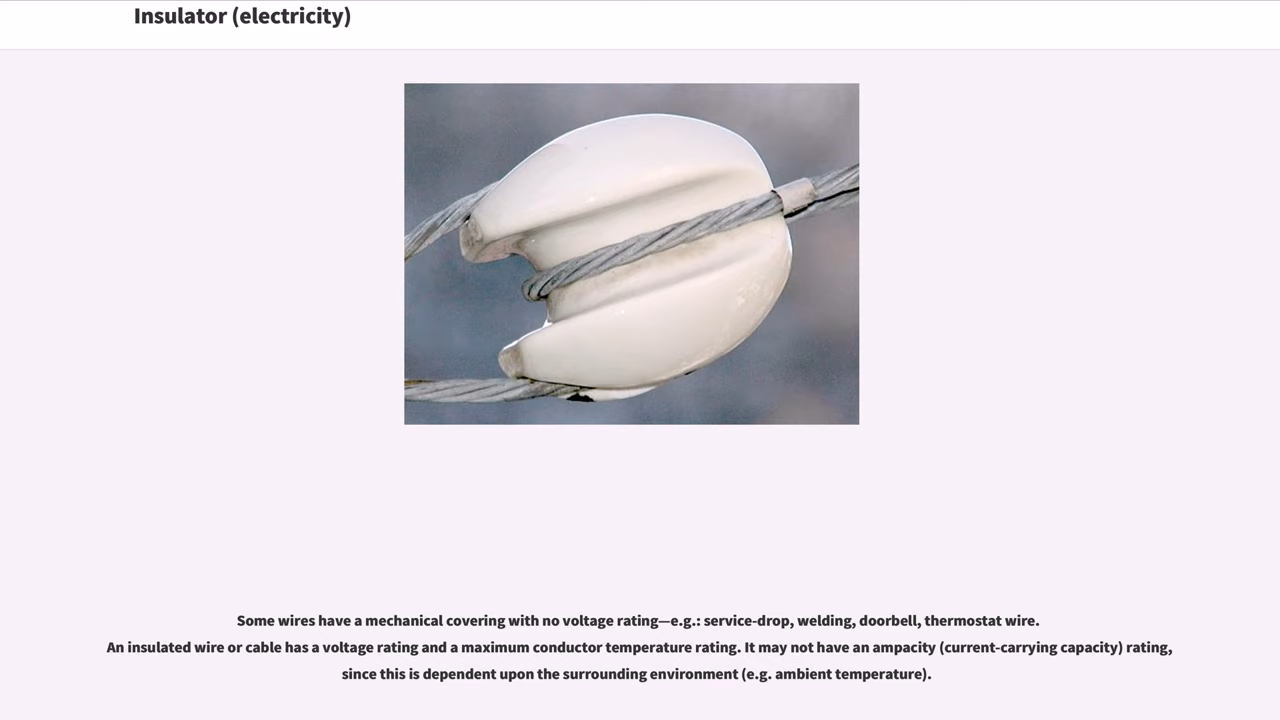 Insulator (electricity)
Some wires have a mechanical covering with no voltage rating—e.g.: service-drop, welding, doorbell, thermostat wire.
An insulated wire or cable has a voltage rating and a maximum conductor temperature rating. It may not have an ampacity (current-carrying capacity) rating,
since this is dependent upon the surrounding environment (e.g. ambient temperature).